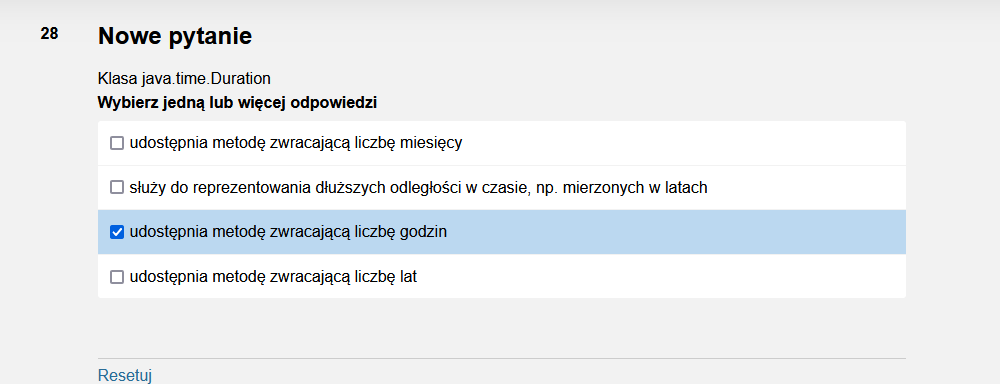 28
Nowe pytanie
Klasa java.time.Duration
Wybierz jedną lub więcej odpowiedzi
udostępnia metodę zwracającą liczbę miesięcy
służy do reprezentowania dłuższych odległości w czasie, np. mierzonych w latach
udostępnia metodę zwracającą liczbę godzin
udostępnia metodę zwracającą liczbę lat
Resetuj